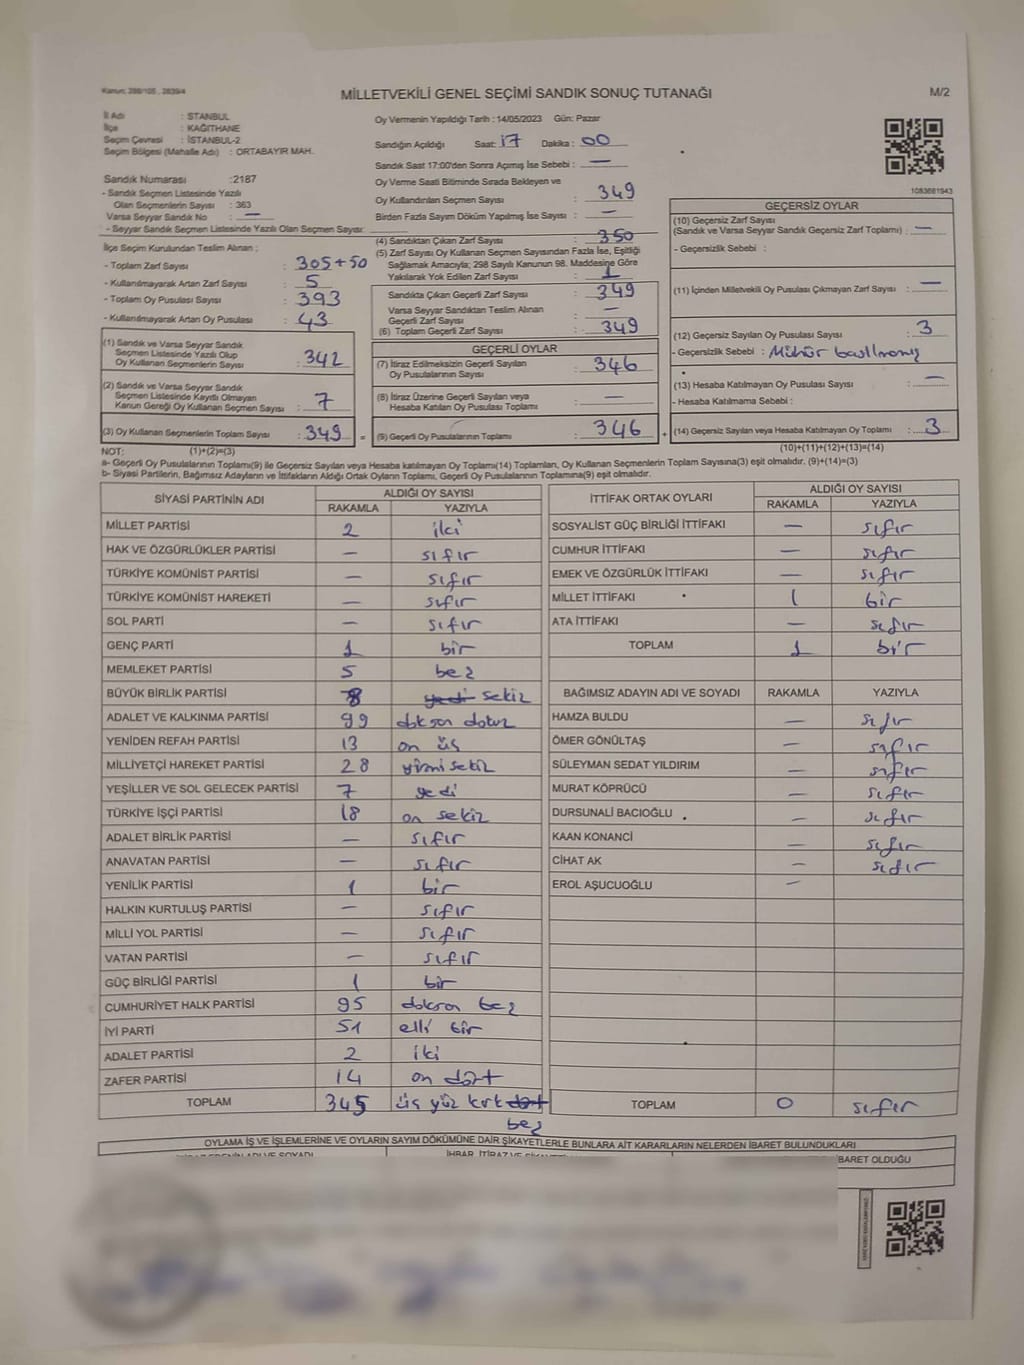 Kanun: 298/105 , 2839/4
MİLLETVEKİLİ GENEL SEÇİMİ SANDIK SONUÇ TUTANAĞI
M/2
İl Adı : STANBUL
İlçe : KAĞITHANE
Seçim Çevresi : İSTANBUL-2
Seçim Bölgesi (Mahalle Adı) : ORTABAYIR MAH.
Sandık Numarası :2187
- Sandık Seçmen Listesinde Yazılı
Olan Seçmenlerin Sayısı : 363
Varsa Seyyar Sandık No : —
- Seyyar Sandık Seçmen Listesinde Yazılı Olan Seçmen Sayısı:
İlçe Seçim Kurulundan Teslim Alınan :
- Toplam Zarf Sayısı : 305+50
- Kullanılmayarak Artan Zarf Sayısı : 5
- Toplam Oy Pusulası Sayısı : 393
- Kullanılmayarak Artan Oy Pusulası : 43
(1) Sandık ve Varsa Seyyar Sandık
Seçmen Listesinde Yazılı Olup
Oy Kullanan Seçmen Sayısı : 342
(2) Sandık ve Varsa Seyyar Sandık
Seçmen Listesinde Kayıtlı Olmayan
Kanun Gereği Oy Kullanan Seçmen Sayısı : 7
(3) Oy Kullanan Seçmenlerin Toplam Sayısı : 349 =
Oy Vermenin Yapıldığı Tarih : 14/05/2023 Gün: Pazar
Sandığın Açıldığı Saat: 17 Dakika : 00
Sandık Saat 17:00'den Sonra Açımış İse Sebebi : —
Oy Verme Saati Bitiminde Sırada Bekleyen ve
Oy Kullandırılan Seçmen Sayısı : 349
Birden Fazla Sayım Döküm Yapılmış İse Sayısı : —
(4) Sandıktan Çıkan Zarf Sayısı : 350
(5) Zarf Sayısı Oy Kullanan Seçmen Sayısından Fazla İse, Eşitliği
Sağlamak Amacıyla; 298 Sayılı Kanunun 98. Maddesine Göre
Yakılarak Yok Edilen Zarf Sayısı : 1
Sandıkta Çıkan Geçerli Zarf Sayısı : 349
Varsa Seyyar Sandıktan Teslim Alınan
Geçerli Zarf Sayısı : —
(6) Toplam Geçerli Zarf Sayısı : 349
GEÇERLİ OYLAR
(7) İtiraz Edilmeksizin Geçerli Sayılan
Oy Pusulalarının Sayısı : 346
(8) İtiraz Üzerine Geçerli Sayılan veya
Hesaba Katılan Oy Pusulası Toplamı : —
(9) Geçerli Oy Pusulalarının Toplamı : 346 +
1083681943
GEÇERSİZ OYLAR
(10) Geçersiz Zarf Sayısı
(Sandık ve Varsa Seyyar Sandık Geçersiz Zarf Toplamı) : —
- Geçersizlik Sebebi :
(11) İçinden Milletvekili Oy Pusulası Çıkmayan Zarf Sayısı : —
(12) Geçersiz Sayılan Oy Pusulası Sayısı : 3
- Geçersizlik Sebebi : Mühür basılmamış
(13) Hesaba Katılmayan Oy Pusulası Sayısı : —
- Hesaba Katılmama Sebebi :
(14) Geçersiz Sayılan veya Hesaba Katılmayan Oy Toplamı : 3
NOT: (1)+(2)=(3)
(10)+(11)+(12)+(13)=(14)
a- Geçerli Oy Pusulalarının Toplamı(9) ile Geçersiz Sayılan veya Hesaba katılmayan Oy Toplamı(14) Toplamları, Oy Kullanan Seçmenlerin Toplam Sayısına(3) eşit olmalıdır. (9)+(14)=(3)
b- Siyasi Partilerin, Bağımsız Adayların ve İttifakların Aldığı Ortak Oyların Toplamı, Geçerli Oy Pusulalarının Toplamına(9) eşit olmalıdır.
SİYASİ PARTİNİN ADI ALDIĞI OY SAYISI
RAKAMLA YAZIYLA
MİLLET PARTİSİ 2 iki
HAK VE ÖZGÜRLÜKLER PARTİSİ — sıfır
TÜRKİYE KOMÜNİST PARTİSİ — sıfır
TÜRKİYE KOMÜNİST HAREKETİ — sıfır
SOL PARTİ — sıfır
GENÇ PARTİ 1 bir
MEMLEKET PARTİSİ 5 beş
BÜYÜK BİRLİK PARTİSİ 8 yedi sekiz
ADALET VE KALKINMA PARTİSİ 99 doksan dokuz
YENİDEN REFAH PARTİSİ 13 on üç
MİLLİYETÇİ HAREKET PARTİSİ 28 yirmi sekiz
YEŞİLLER VE SOL GELECEK PARTİSİ 7 yedi
TÜRKİYE İŞÇİ PARTİSİ 18 on sekiz
ADALET BİRLİK PARTİSİ — sıfır
ANAVATAN PARTİSİ — sıfır
YENİLİK PARTİSİ 1 bir
HALKIN KURTULUŞ PARTİSİ — sıfır
MİLLİ YOL PARTİSİ — sıfır
VATAN PARTİSİ — sıfır
GÜÇ BİRLİĞİ PARTİSİ 1 bir
CUMHURİYET HALK PARTİSİ 95 doksan beş
İYİ PARTİ 51 elli bir
ADALET PARTİSİ 2 iki
ZAFER PARTİSİ 14 on dört
TOPLAM 345 üç yüz kırk dört
beş
İTTİFAK ORTAK OYLARI ALDIĞI OY SAYISI
RAKAMLA YAZIYLA
SOSYALİST GÜÇ BİRLİĞİ İTTİFAKI — sıfır
CUMHUR İTTİFAKI — sıfır
EMEK VE ÖZGÜRLÜK İTTİFAKI — sıfır
MİLLET İTTİFAKI 1 bir
ATA İTTİFAKI — sıfır
TOPLAM 1 bir
BAĞIMSIZ ADAYIN ADI VE SOYADI RAKAMLA YAZIYLA
HAMZA BULDU — sıfır
ÖMER GÖNÜLTAŞ — sıfır
SÜLEYMAN SEDAT YILDIRIM — sıfır
MURAT KÖPRÜCÜ — sıfır
DURSUNALİ BACIOĞLU — sıfır
KAAN KONANCİ — sıfır
CİHAT AK — sıfır
EROL AŞUCUOĞLU —
TOPLAM 0 sıfır
OYLAMA İŞ VE İŞLEMLERİNE VE OYLARIN SAYIM DÖKÜMÜNE DAİR ŞİKAYETLERLE BUNLARA AİT KARARLARIN NELERDEN İBARET BULUNDUKLARI
İBARET OLDUĞU